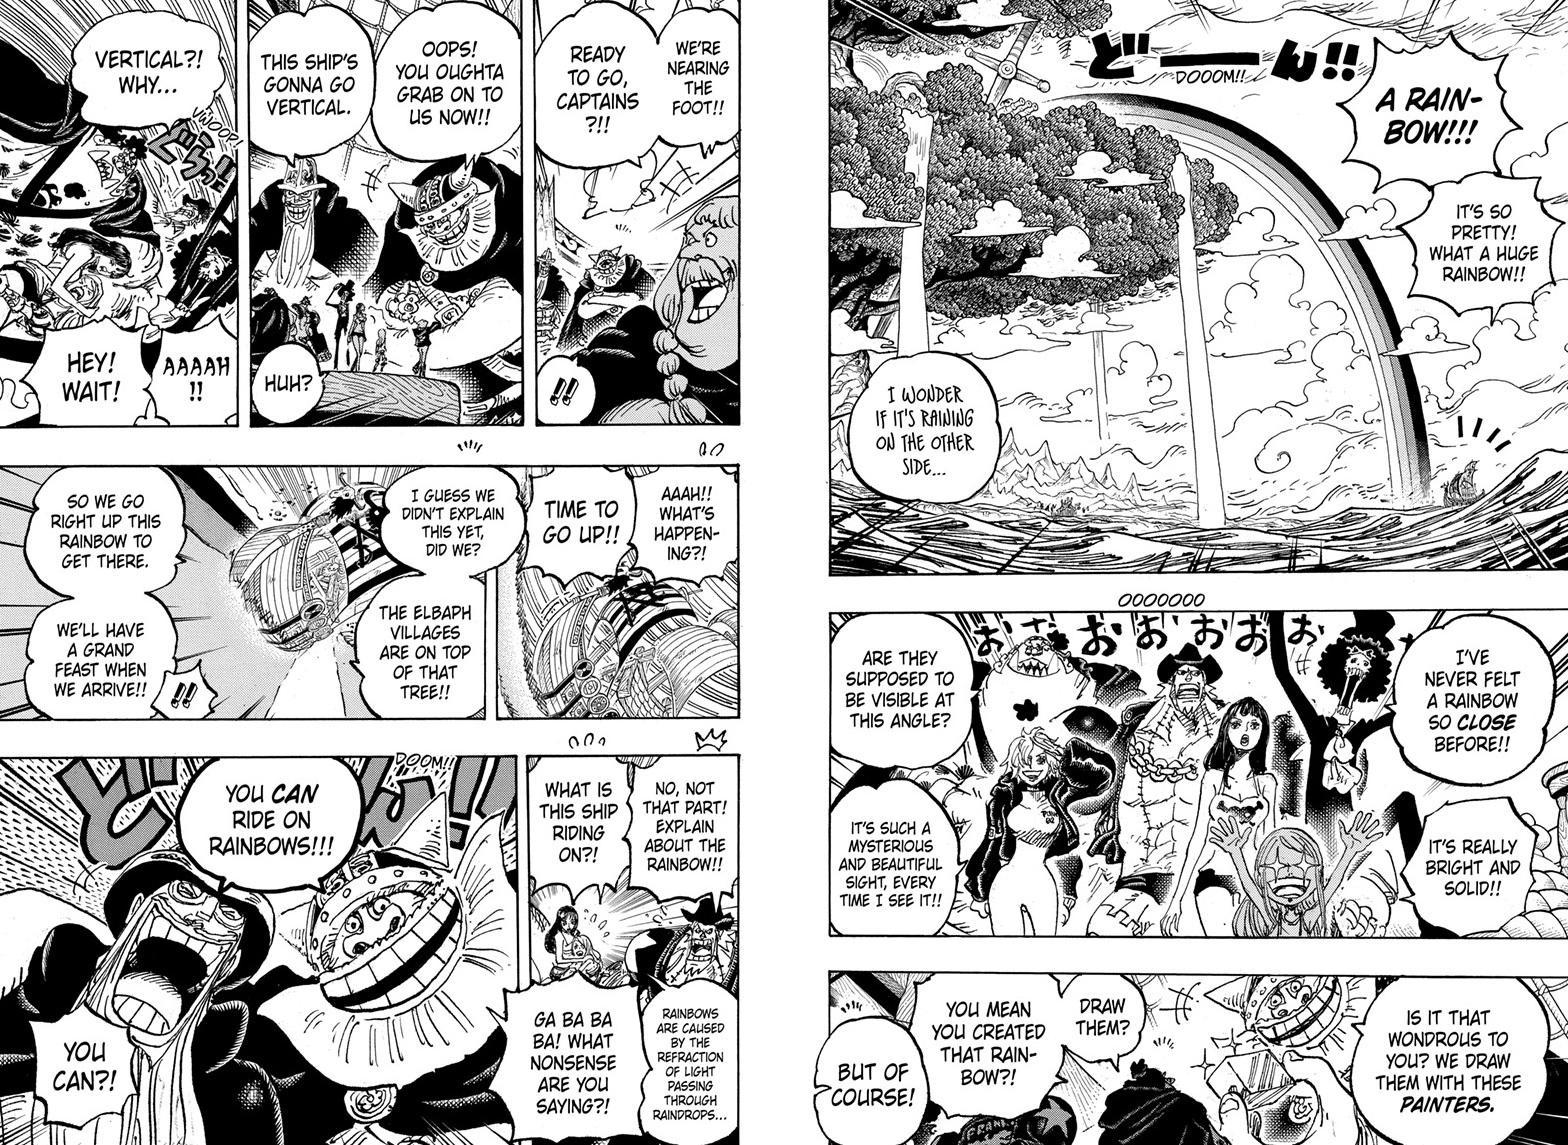 どーーん!!
DOOOM!!
A RAIN-
BOW!!!
IT'S SO
PRETTY!
WHAT A HUGE
RAINBOW!!
I WONDER
IF IT'S RAINING
ON THE OTHER
SIDE...
OOOOOOO
おおおおおお
I'VE
NEVER FELT
A RAINBOW
SO CLOSE
BEFORE!!
IT'S REALLY
BRIGHT AND
SOLID!!
ARE THEY
SUPPOSED TO
BE VISIBLE AT
THIS ANGLE?
IT'S SUCH A
MYSTERIOUS
AND BEAUTIFUL
SIGHT, EVERY
TIME I SEE IT!!
IS IT THAT
WONDROUS TO
YOU? WE DRAW
THEM WITH THESE
PAINTERS.
DRAW
THEM?
YOU MEAN
YOU CREATED
THAT RAIN-
BOW?!
BUT OF
COURSE!
FRANKY
WE'RE
NEARING
THE
FOOT!!
READY
TO GO,
CAPTAINS
?!!
!!
OOPS!
YOU OUGHTA
GRAB ON TO
US NOW!!
THIS SHIP'S
GONNA GO
VERTICAL.
HUH?
VERTICAL?!
WHY...
VWOOP
AAAAH
!!
HEY!
WAIT!
AAAH!!
WHAT'S
HAPPEN-
ING?!
TIME TO
GO UP!!
I GUESS WE
DIDN'T EXPLAIN
THIS YET,
DID WE?
THE ELBAPH
VILLAGES
ARE ON TOP
OF THAT
TREE!!
SO WE GO
RIGHT UP THIS
RAINBOW TO
GET THERE.
WE'LL HAVE
A GRAND
FEAST WHEN
WE ARRIVE!!
!!
NO, NOT
THAT PART!
EXPLAIN
ABOUT THE
RAINBOW!!
WHAT IS
THIS SHIP
RIDING
ON?!
RAINBOWS
ARE CAUSED
BY THE
REFRACTION
OF LIGHT
PASSING
THROUGH
RAINDROPS...
GA BA BA
BA! WHAT
NONSENSE
ARE YOU
SAYING?!
DOOM!!
どん!!
YOU CAN
RIDE ON
RAINBOWS!!!
YOU
CAN?!